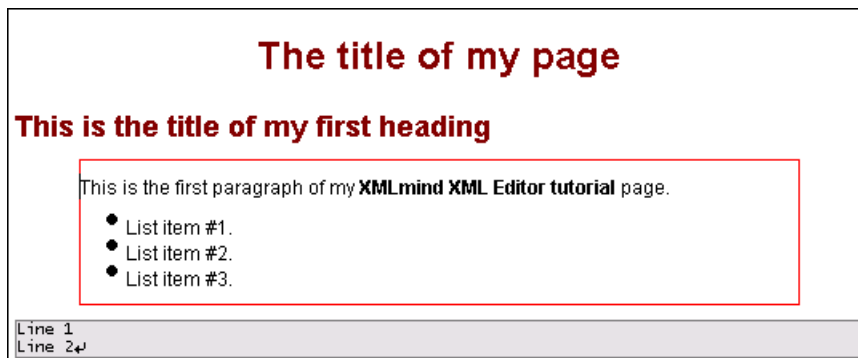 The title of my page
This is the title of my first heading
This is the first paragraph of my XMLmind XML Editor tutorial page.
List item #1.
List item #2.
List item #3.
Line 1
Line 2↵